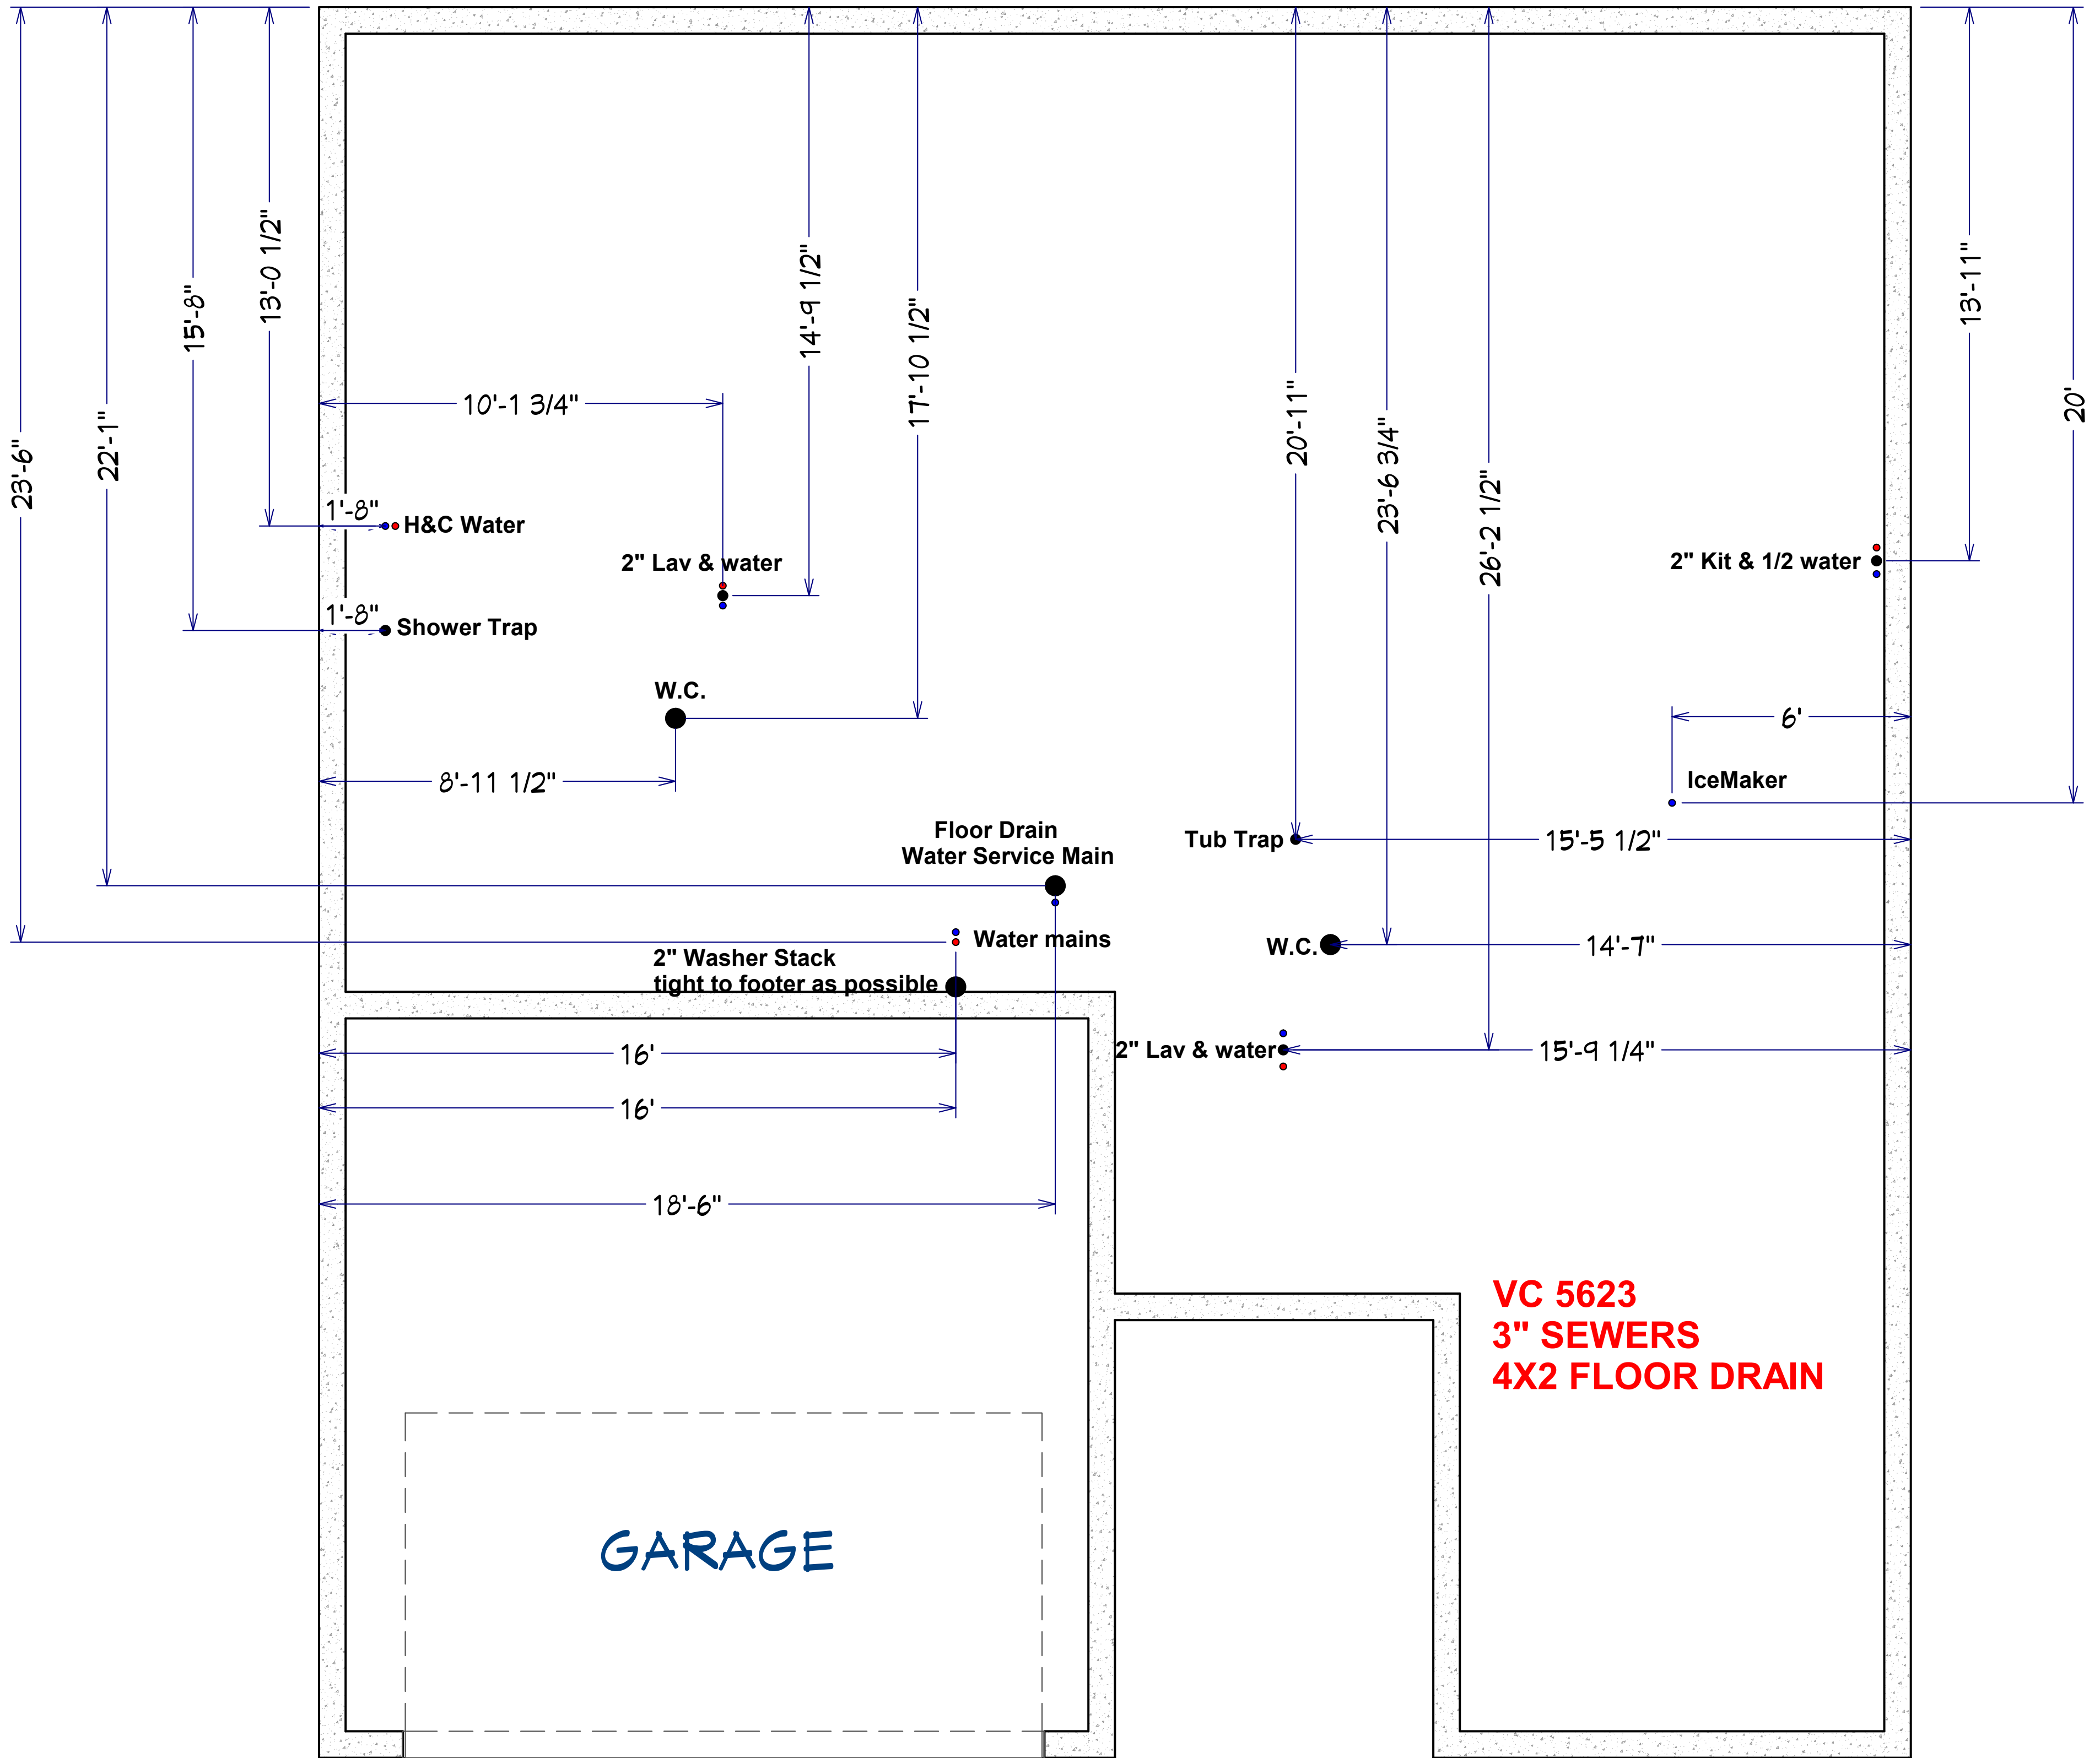 13'-0 1/2"
15'-8"
22'-1"
23'-6"
14'-9 1/2"
17'-10 1/2"
20'-11"
23'-6 3/4"
26'-2 1/2"
13'-11"
20'
10'-1 3/4"
1'-8"
H&C Water
2" Lav & water
2" Kit & 1/2 water
1'-8"
Shower Trap
W.C.
6'
8'-11 1/2"
IceMaker
Floor Drain
Water Service Main
Tub Trap
15'-5 1/2"
Water mains
W.C.
14'-7"
2" Washer Stack
tight to footer as possible
16'
2" Lav & water
15'-9 1/4"
16'
18'-6"
VC 5623
3" SEWERS
4X2 FLOOR DRAIN
GARAGE